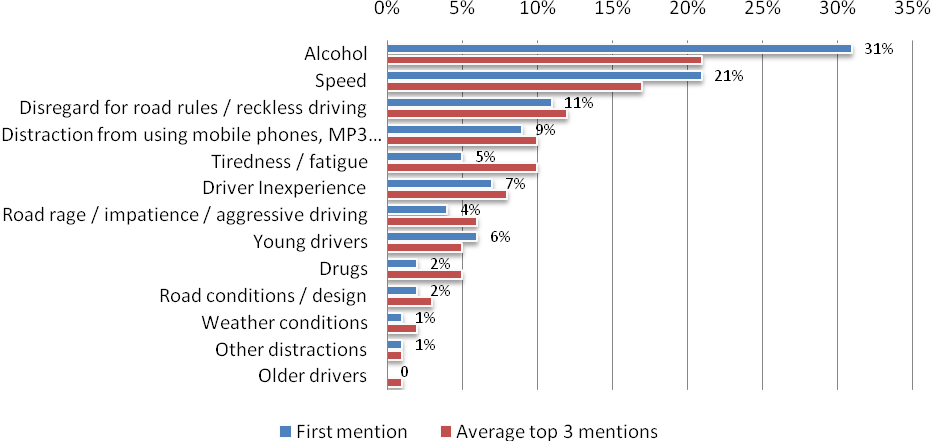 0% 5% 10% 15% 20% 25% 30% 35%
Alcohol 31%
Speed 21%
Disregard for road rules / reckless driving 11%
Distraction from using mobile phones, MP3... 9%
Tiredness / fatigue 5%
Driver Inexperience 7%
Road rage / impatience / aggressive driving 4%
Young drivers 6%
Drugs 2%
Road conditions / design 2%
Weather conditions 1%
Other distractions 1%
Older drivers 0
First mention Average top 3 mentions